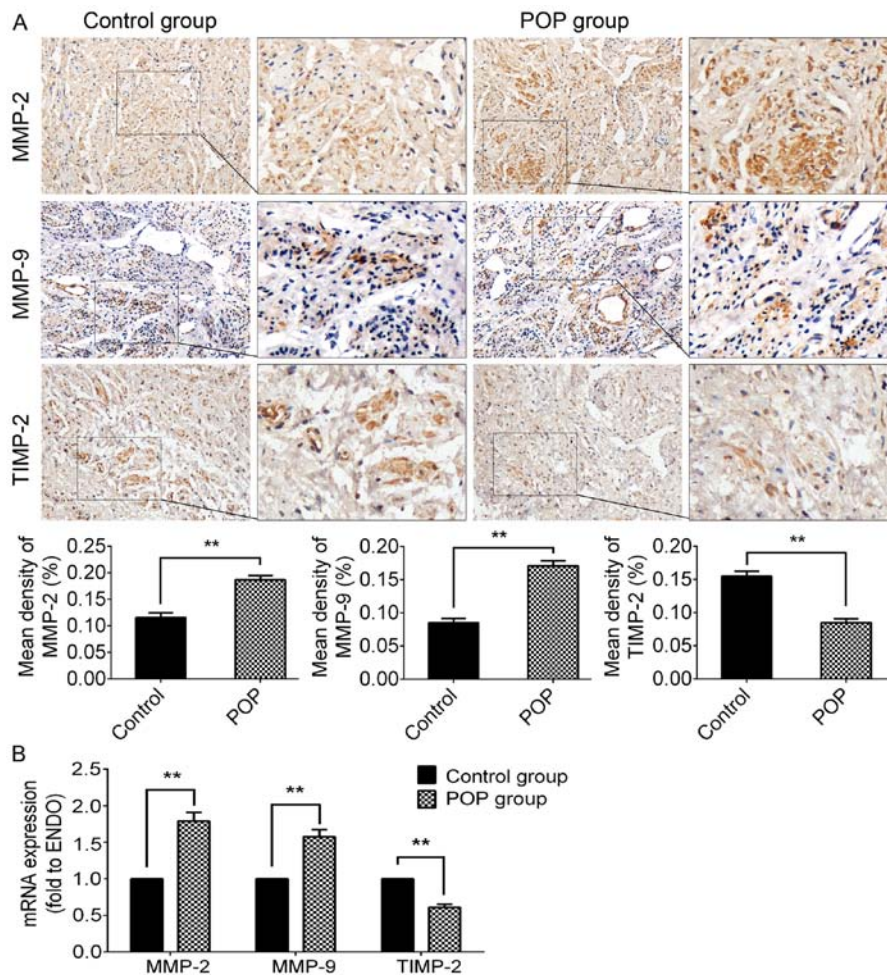 A
Control group
POP group
MMP-2
MMP-9
TIMP-2
Mean density of
MMP-2 (%)
0.25
0.20
0.15
0.10
0.05
0.00
**
Control
POP
Mean density of
MMP-9 (%)
0.20
0.15
0.10
0.05
0.00
**
Control
POP
Mean density of
TIMP-2 (%)
0.20
0.15
0.10
0.05
0.00
**
Control
POP
B
mRNA expression
(fold to ENDO)
2.5
2.0
1.5
1.0
0.5
0.0
**
**
**
Control group
POP group
MMP-2
MMP-9
TIMP-2